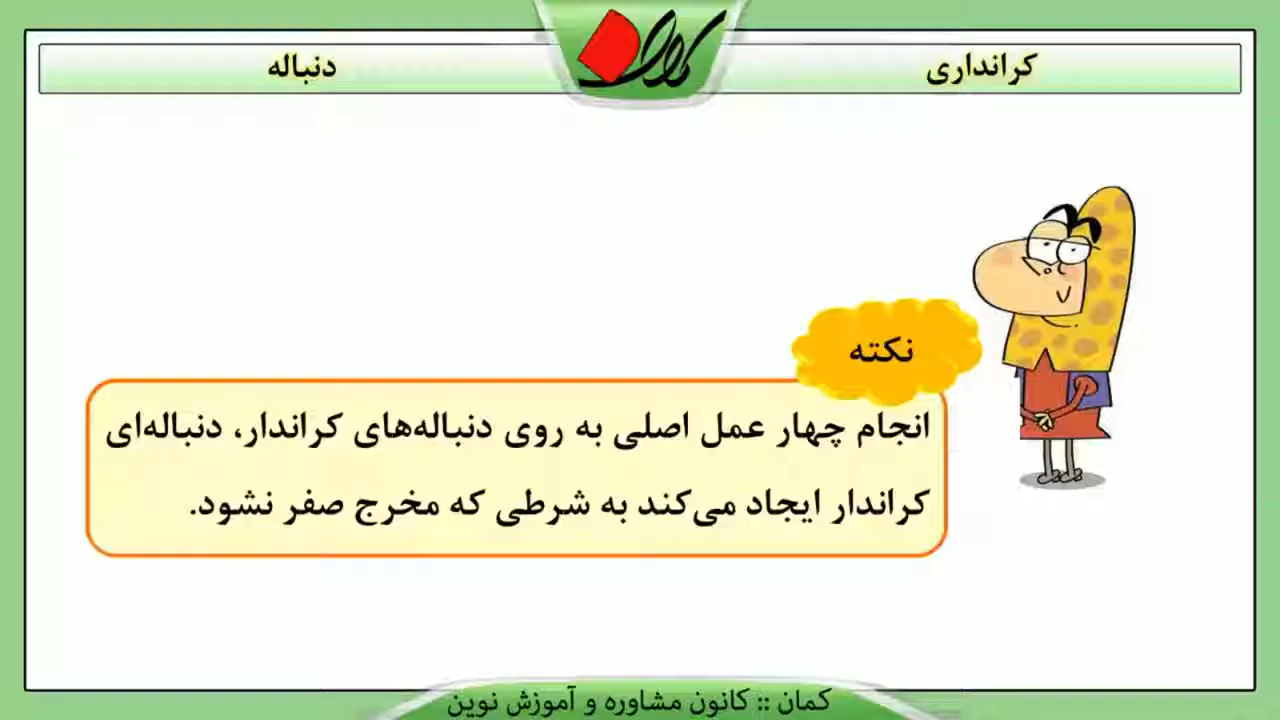 کرانداری
دنباله
کمان
نکته
انجام چهار عمل اصلی به روی دنباله‌های کراندار، دنباله‌ای
کراندار ایجاد می‌کند به شرطی که مخرج صفر نشود.
کمان :: کانون مشاوره و آموزش نوین